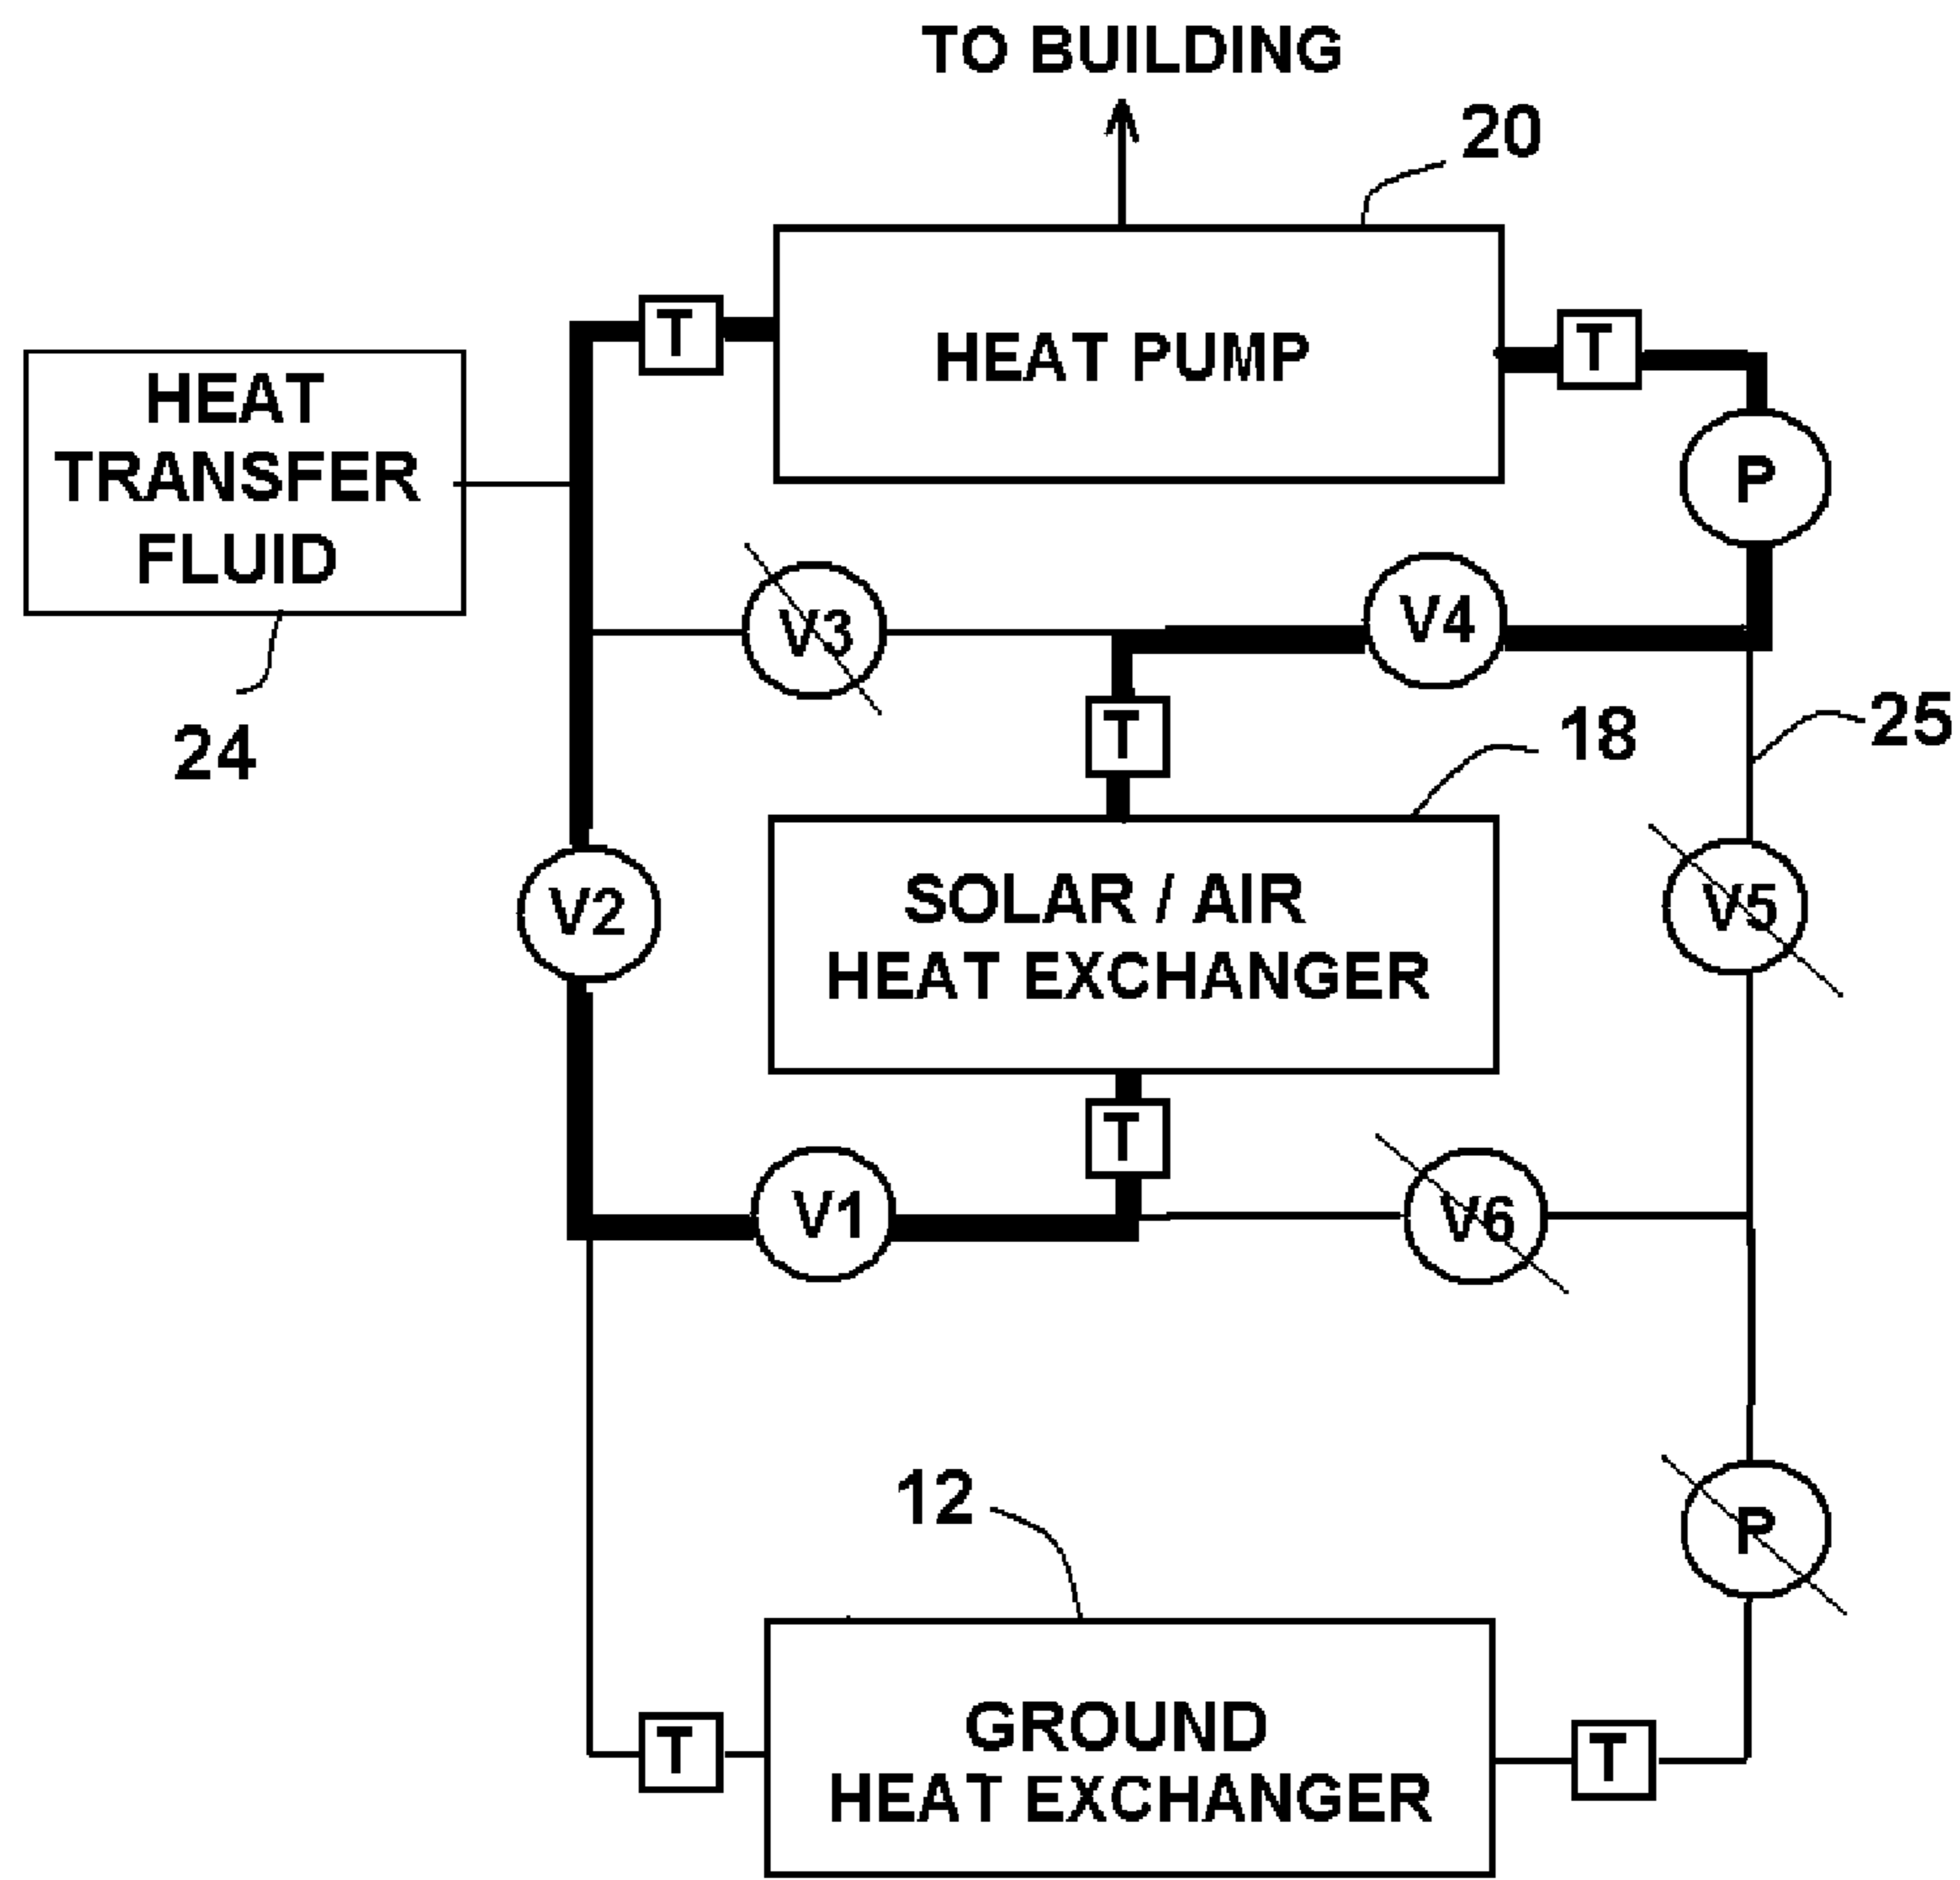 TO BUILDING
20
T
HEAT PUMP
T
HEAT
TRANSFER
FLUID
P
V3
V4
24
T
18
25
V2
SOLAR / AIR
HEAT EXCHANGER
V5
T
V1
V6
12
P
GROUND
HEAT EXCHANGER
T
T